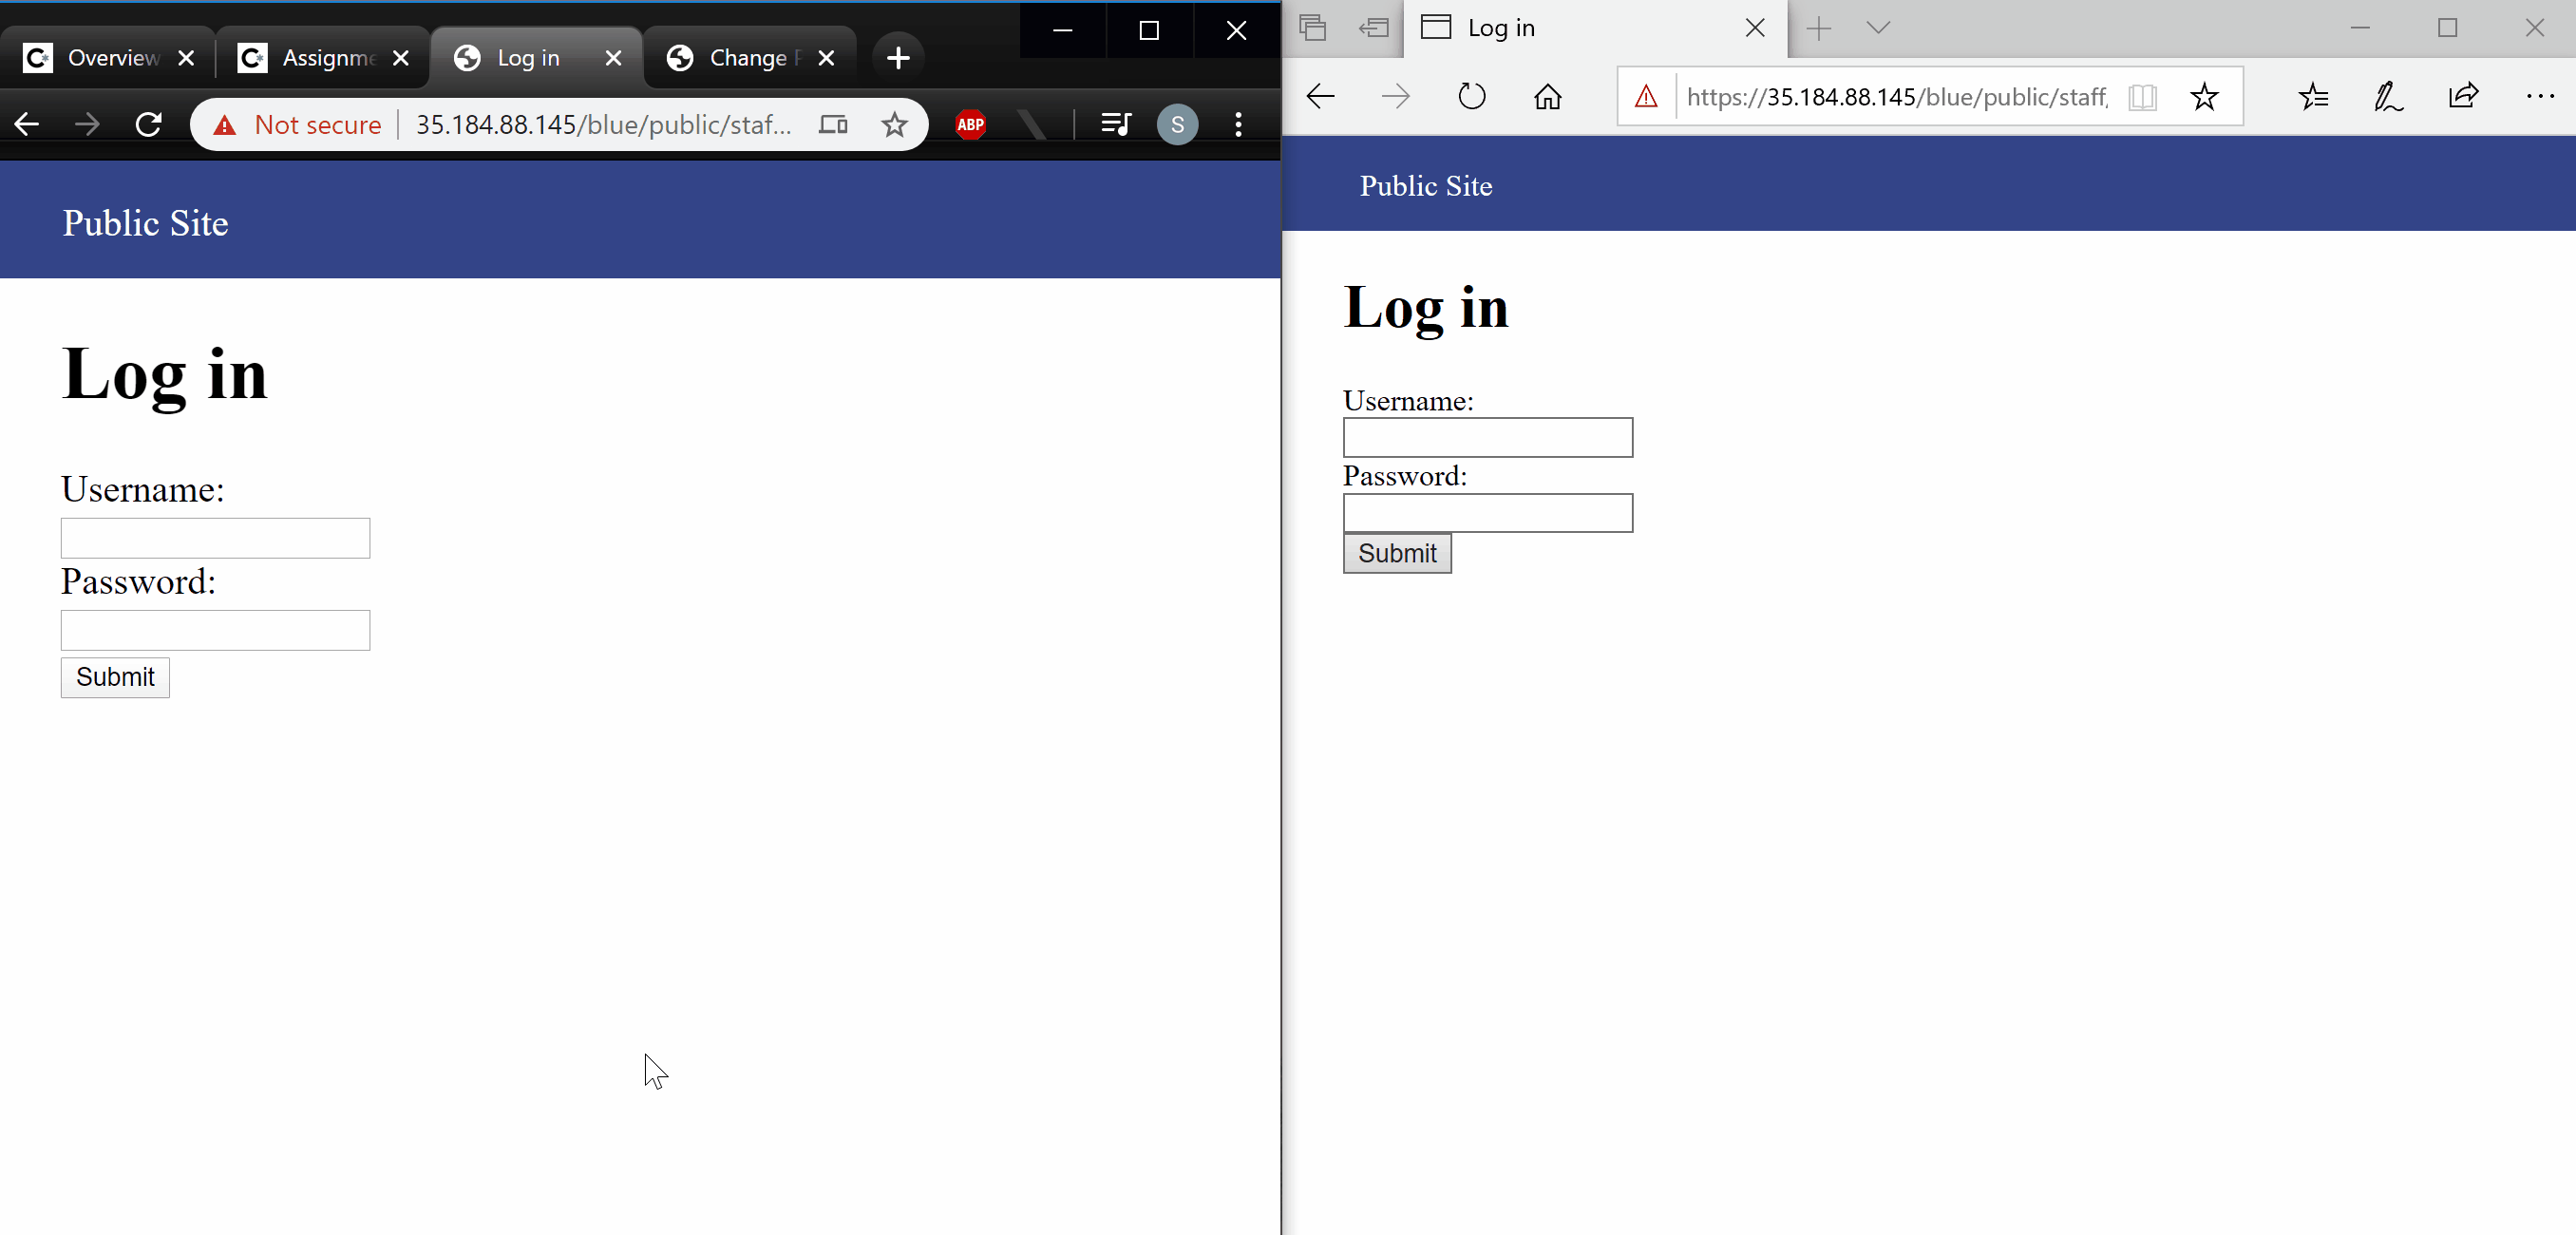 Overview
Assignme
Log in
Change P
Not secure
35.184.88.145/blue/public/staf...
ABP
S
Public Site
Log in
Username:
Password:
Submit
Log in
https://35.184.88.145/blue/public/staff,
Public Site
Log in
Username:
Password:
Submit